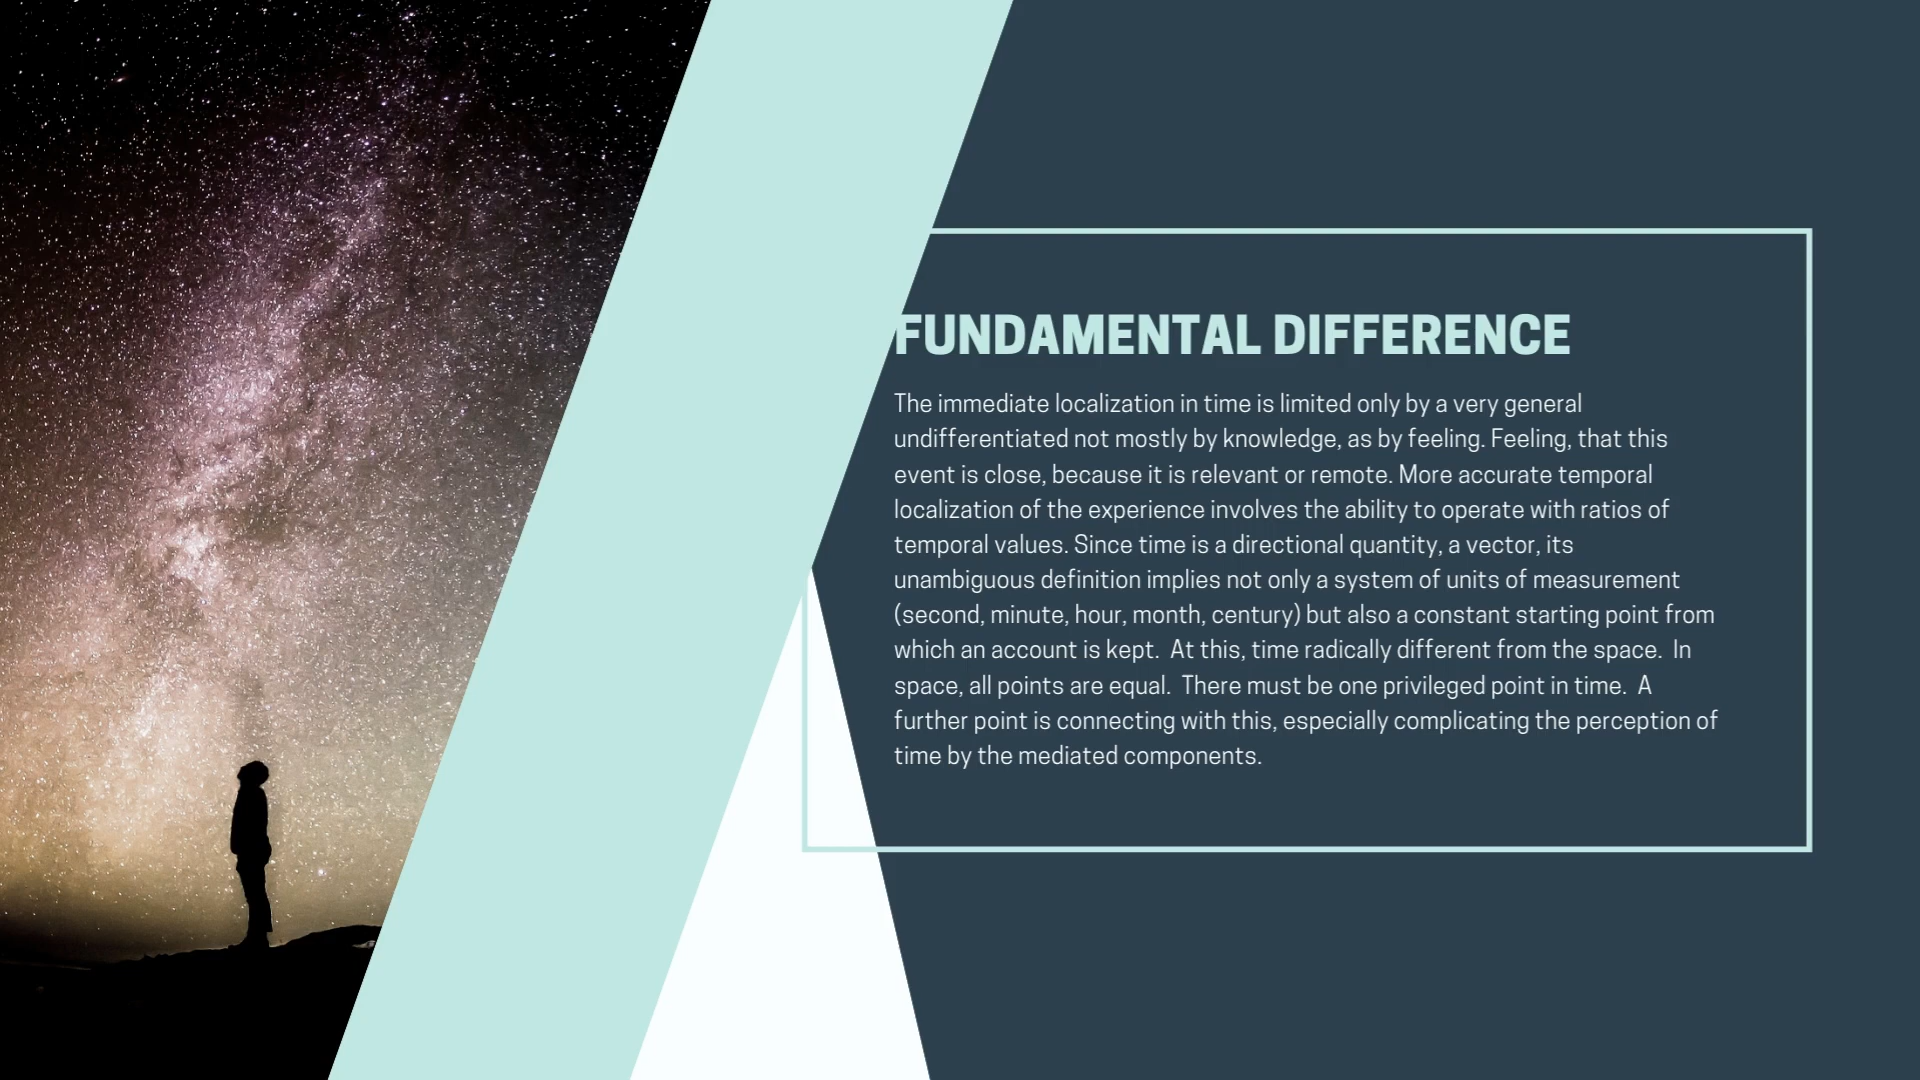 FUNDAMENTAL DIFFERENCE
The immediate localization in time is limited only by a very general
undifferentiated not mostly by knowledge, as by feeling. Feeling, that this
event is close, because it is relevant or remote. More accurate temporal
localization of the experience involves the ability to operate with ratios of
temporal values. Since time is a directional quantity, a vector, its
unambiguous definition implies not only a system of units of measurement
(second, minute, hour, month, century) but also a constant starting point from
which an account is kept.  At this, time radically different from the space.  In
space, all points are equal.  There must be one privileged point in time.  A
further point is connecting with this, especially complicating the perception of
time by the mediated components.